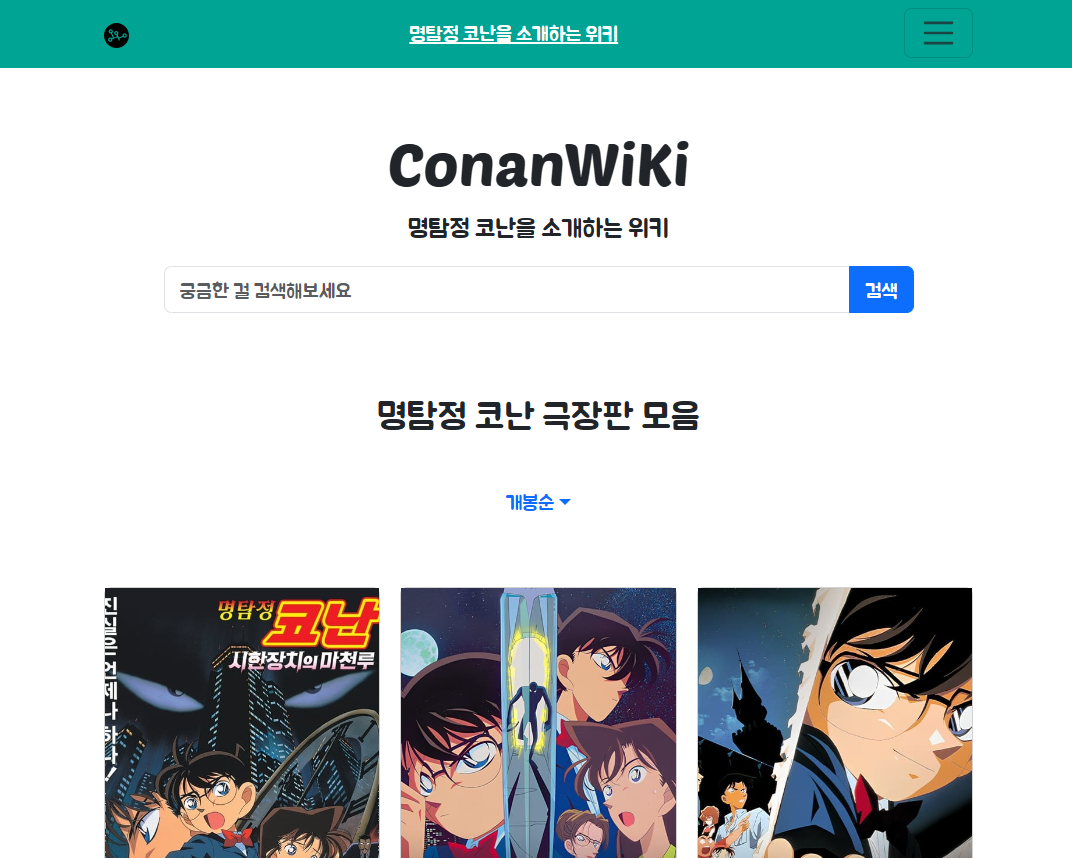 명탐정 코난을 소개하는 위키
ConanWiKi
명탐정 코난을 소개하는 위키
궁금한 걸 검색해보세요
검색
명탐정 코난 극장판 모음
개봉순
진실은 언제나 하나!
명탐정 코난
시한장치의 마천루